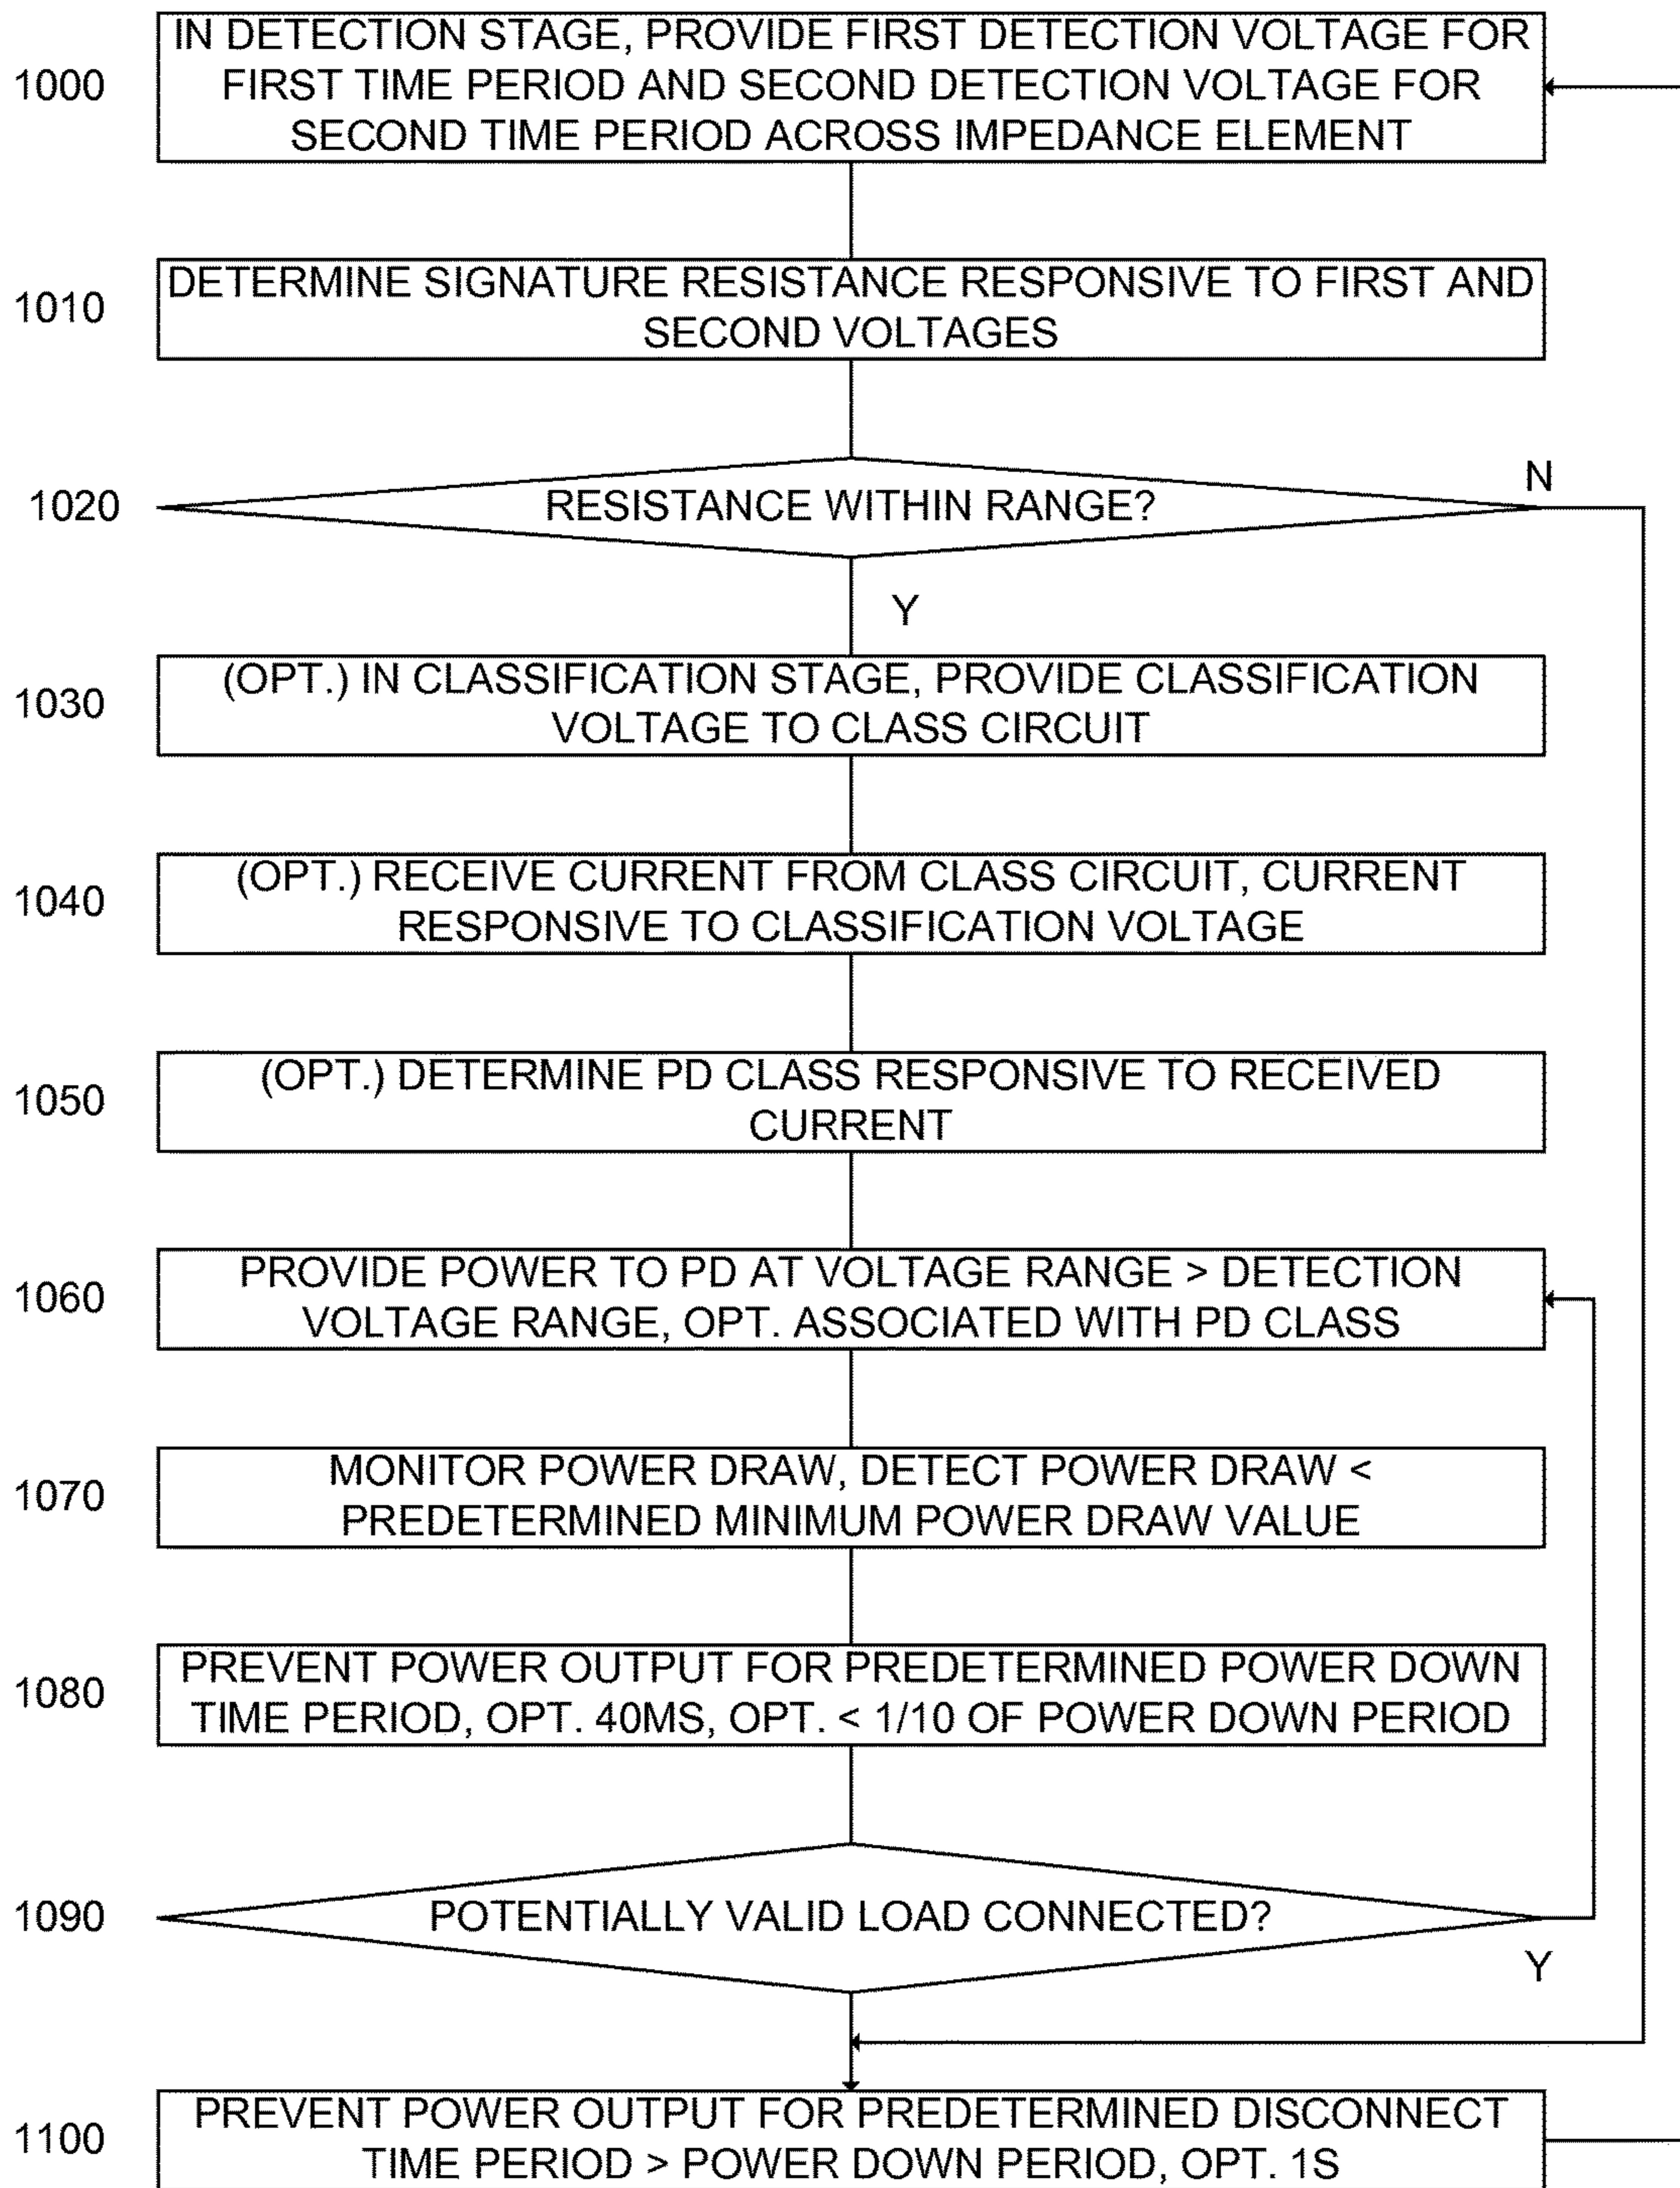 1000
IN DETECTION STAGE, PROVIDE FIRST DETECTION VOLTAGE FOR
FIRST TIME PERIOD AND SECOND DETECTION VOLTAGE FOR
SECOND TIME PERIOD ACROSS IMPEDANCE ELEMENT
1010
DETERMINE SIGNATURE RESISTANCE RESPONSIVE TO FIRST AND
SECOND VOLTAGES
1020
RESISTANCE WITHIN RANGE?
N
Y
1030
(OPT.) IN CLASSIFICATION STAGE, PROVIDE CLASSIFICATION
VOLTAGE TO CLASS CIRCUIT
1040
(OPT.) RECEIVE CURRENT FROM CLASS CIRCUIT, CURRENT
RESPONSIVE TO CLASSIFICATION VOLTAGE
1050
(OPT.) DETERMINE PD CLASS RESPONSIVE TO RECEIVED
CURRENT
1060
PROVIDE POWER TO PD AT VOLTAGE RANGE > DETECTION
VOLTAGE RANGE, OPT. ASSOCIATED WITH PD CLASS
1070
MONITOR POWER DRAW, DETECT POWER DRAW <
PREDETERMINED MINIMUM POWER DRAW VALUE
1080
PREVENT POWER OUTPUT FOR PREDETERMINED POWER DOWN
TIME PERIOD, OPT. 40MS, OPT. < 1/10 OF POWER DOWN PERIOD
1090
POTENTIALLY VALID LOAD CONNECTED?
Y
1100
PREVENT POWER OUTPUT FOR PREDETERMINED DISCONNECT
TIME PERIOD > POWER DOWN PERIOD, OPT. 1S